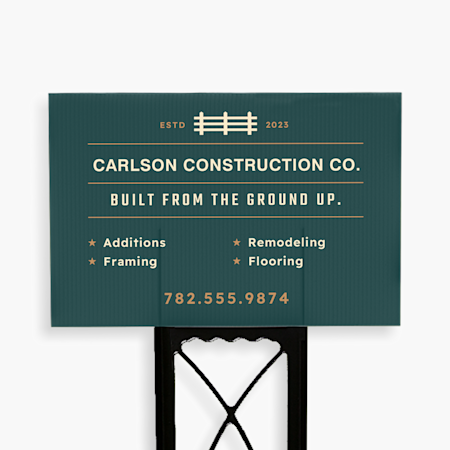 ESTD 2023
CARLSON CONSTRUCTION CO.
BUILT FROM THE GROUND UP.
★ Additions ★ Remodeling
★ Framing ★ Flooring
782.555.9874